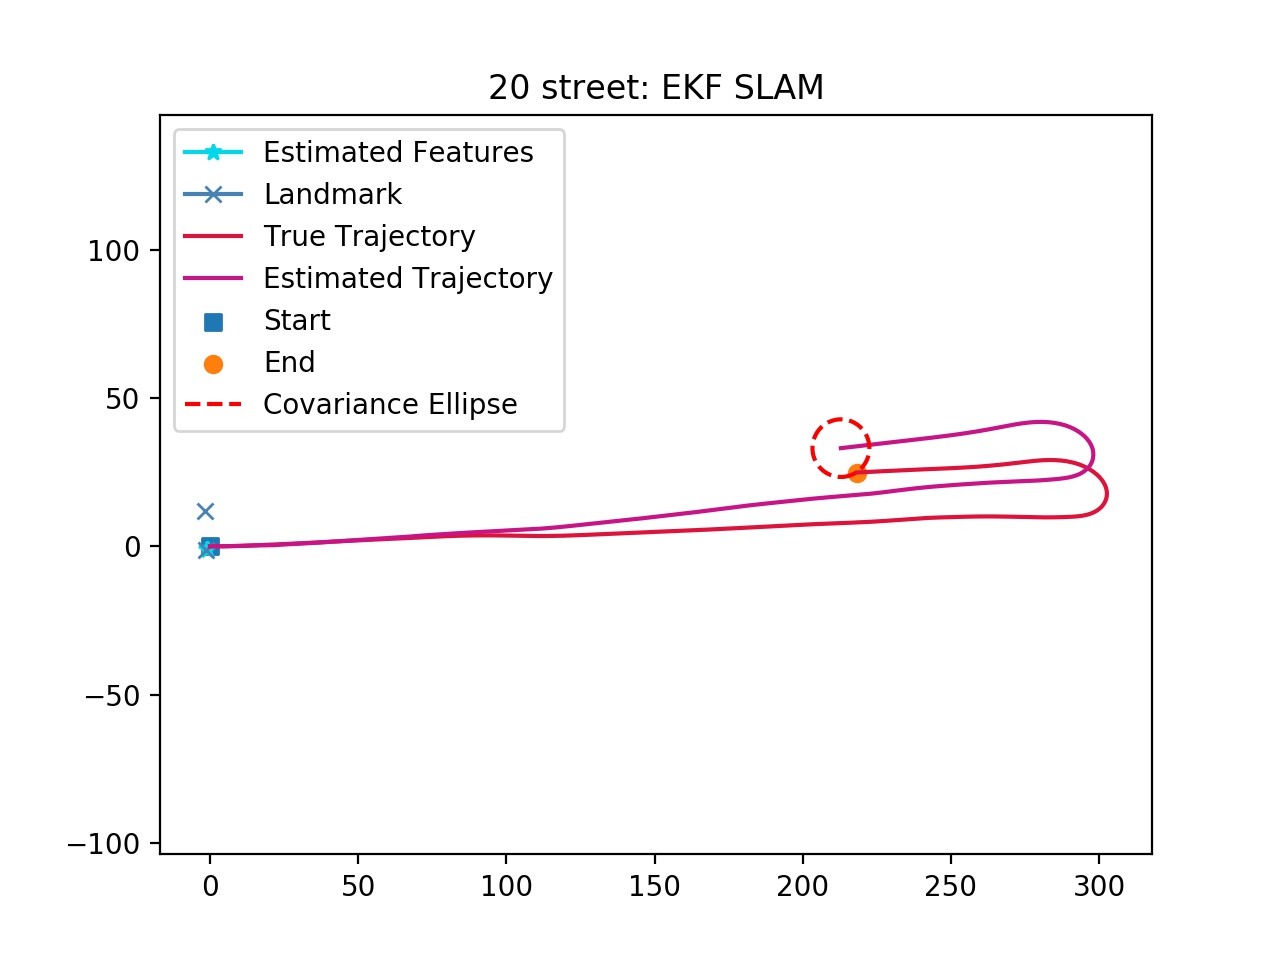 20 street: EKF SLAM
Estimated Features
Landmark
True Trajectory
Estimated Trajectory
Start
End
Covariance Ellipse
100
50
0
−50
−100
0 50 100 150 200 250 300